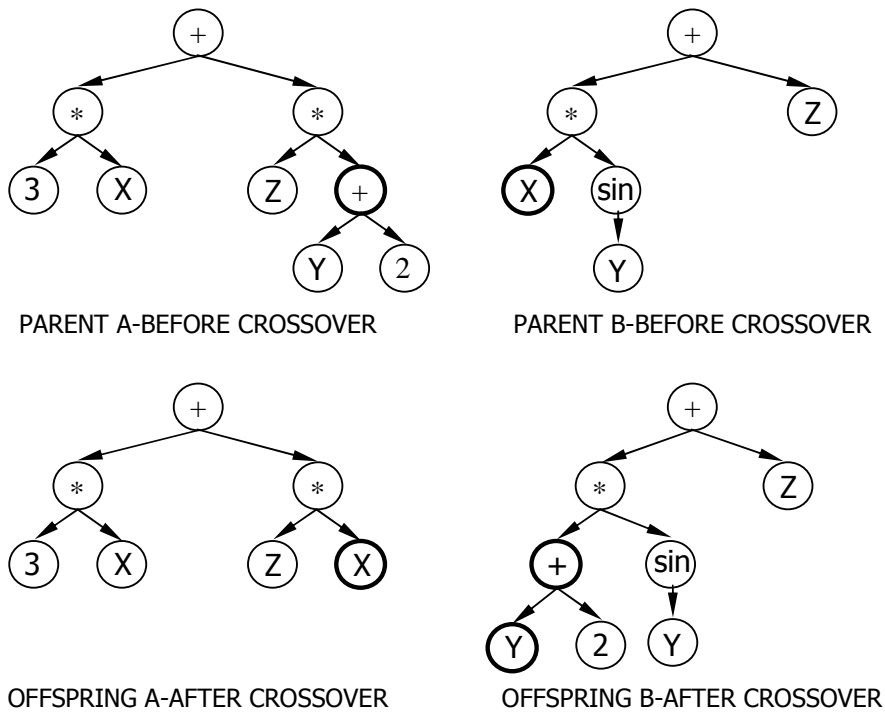 + +
* * * Z
3 X Z + X sin
Y 2 Y
PARENT A-BEFORE CROSSOVER PARENT B-BEFORE CROSSOVER
+ +
* * * Z
3 X Z X + sin
Y 2 Y
OFFSPRING A-AFTER CROSSOVER OFFSPRING B-AFTER CROSSOVER